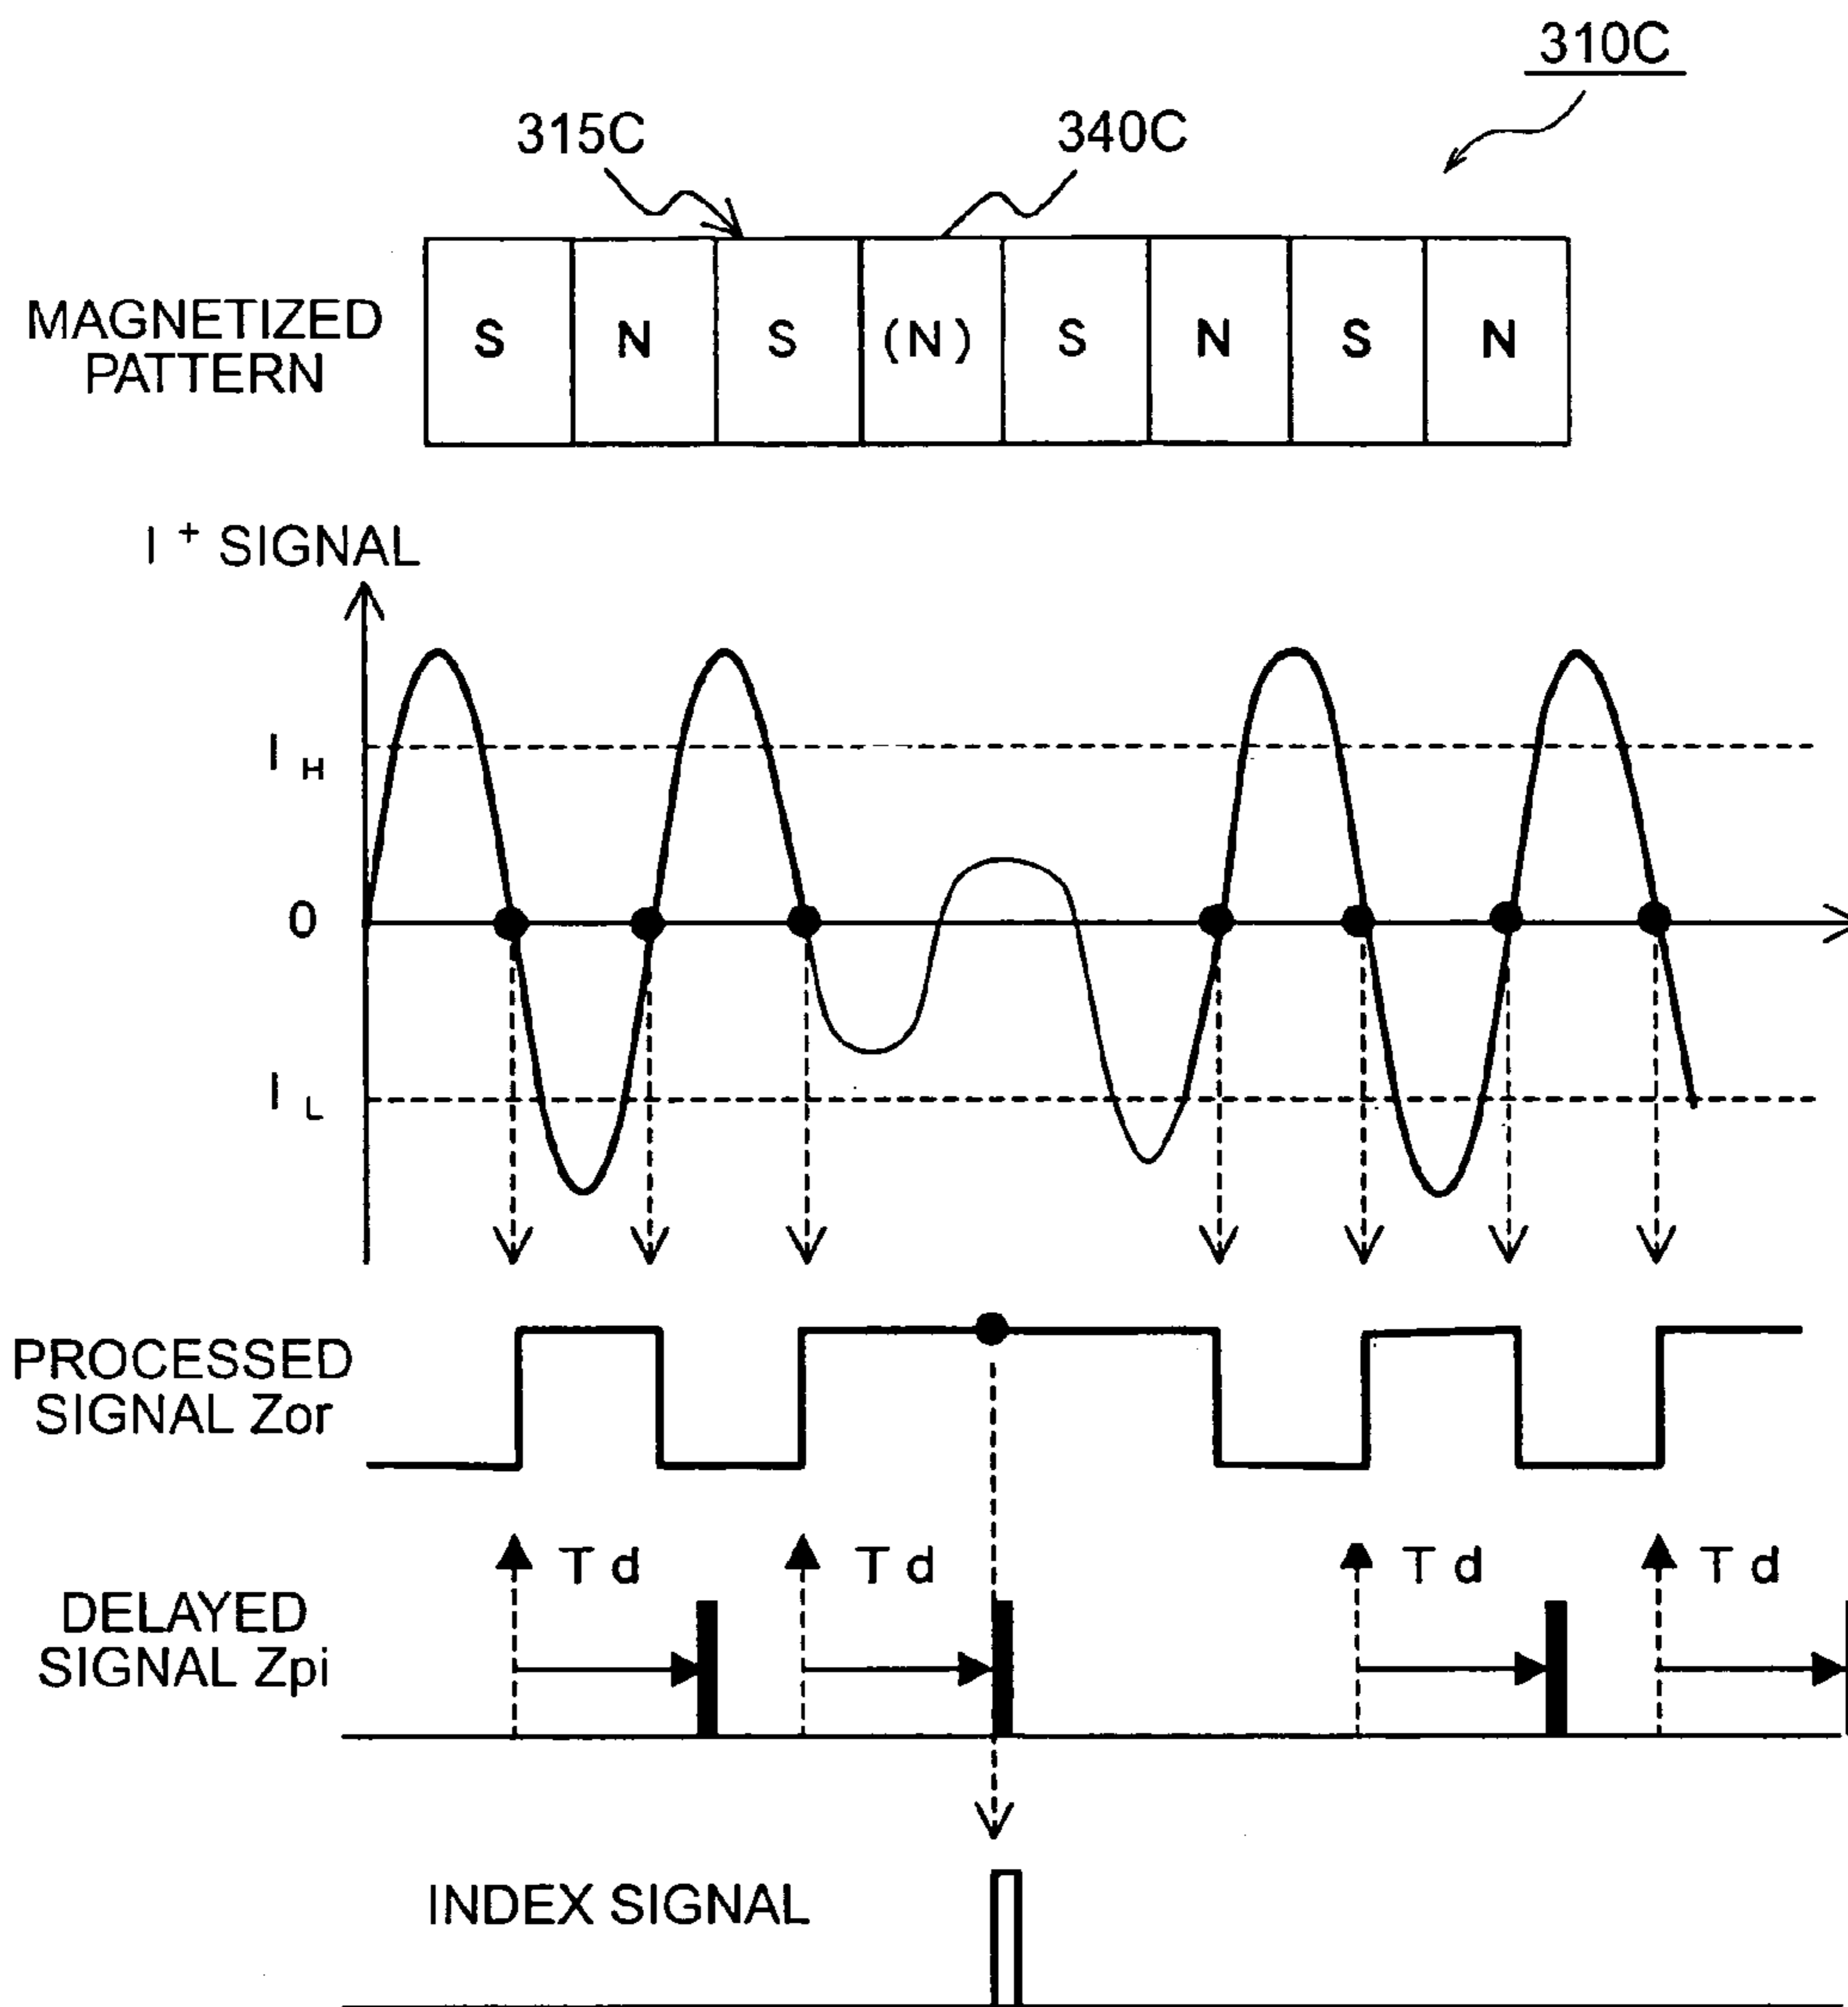 310C
315C
340C
MAGNETIZED
PATTERN
S N S (N) S N S N
I + SIGNAL
I H
0
I L
PROCESSED
SIGNAL Zor
Td Td Td Td
DELAYED
SIGNAL Zpi
INDEX SIGNAL